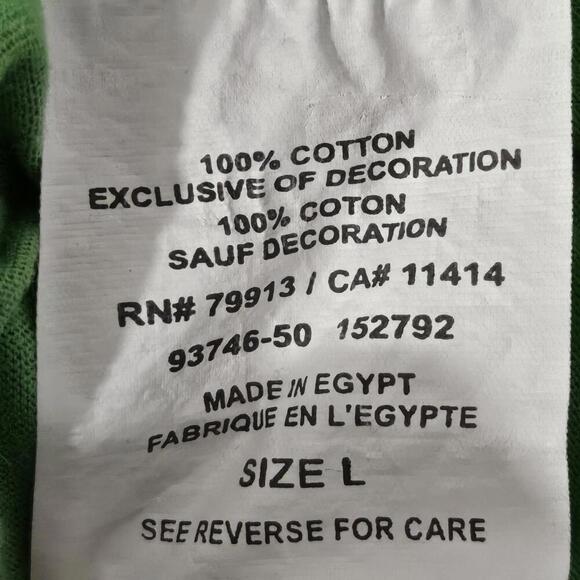 100% COTTON
EXCLUSIVE OF DECORATION
100% COTON
SAUF DECORATION
RN# 79913 / CA# 11414
93746-50 152792
MADE IN EGYPT
FABRIQUE EN L'EGYPTE
SIZE L
SEE REVERSE FOR CARE